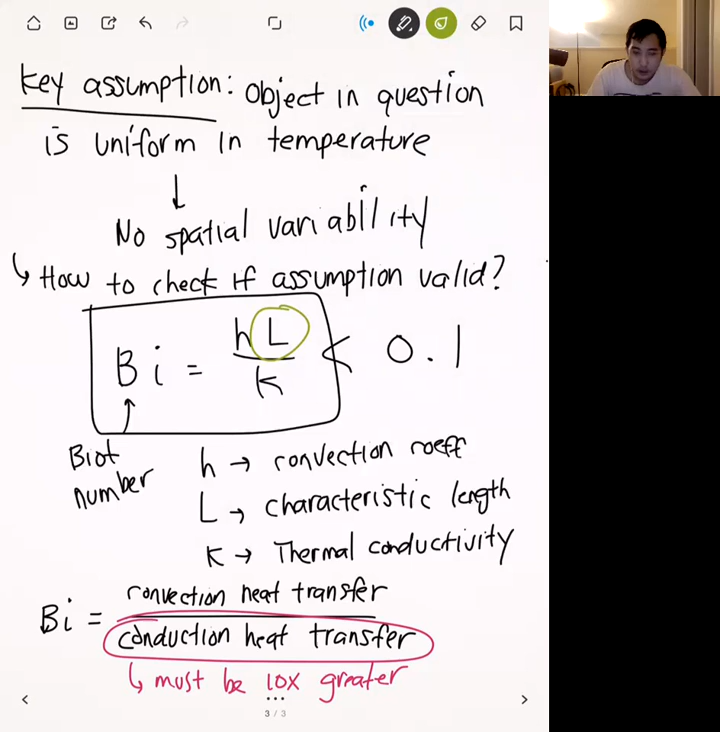 key assumption: object in question
is uniform in temperature
↓
No spatial variability
↳ How to check if assumption valid?
Bi = hL/k < 0.1
Biot
number
h → convection coeff
L → characteristic length
K → Thermal conductivity
Bi = convection heat transfer
conduction heat transfer
↳ must be 10x greater
3 / 3